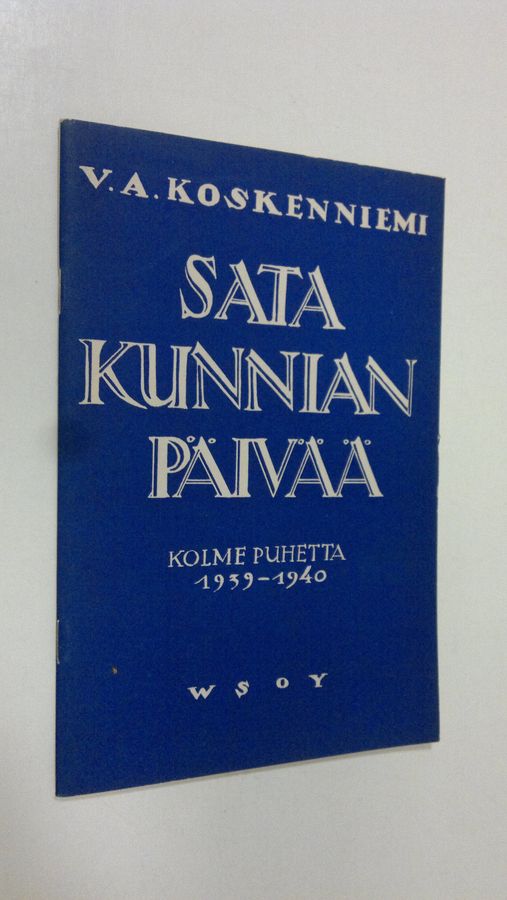 V. A. KOSKENNIEMI
SATA
KUNNIAN
PÄIVÄÄ
KOLME PUHETTA
1939-1940
WSOY